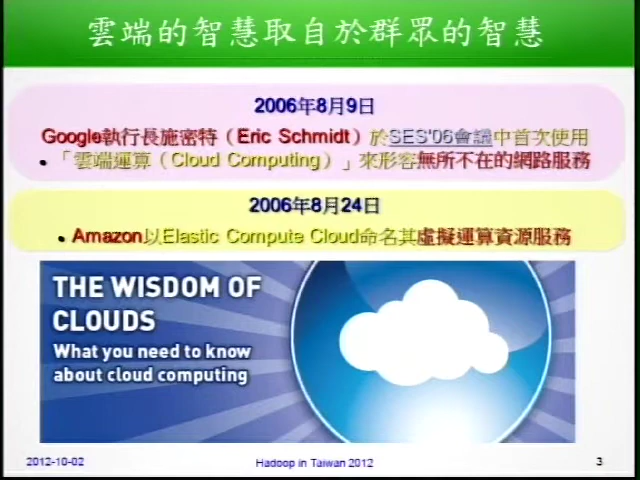 雲端的智慧取自於群眾的智慧
2006年8月9日
Google執行長施密特（Eric Schmidt）於SES'06會議中首次使用
•「雲端運算（Cloud Computing）」來形容無所不在的網路服務
2006年8月24日
• Amazon以Elastic Compute Cloud命名其虛擬運算資源服務
THE WISDOM OF
CLOUDS
What you need to know
about cloud computing
2012-10-02
Hadoop in Taiwan 2012
3